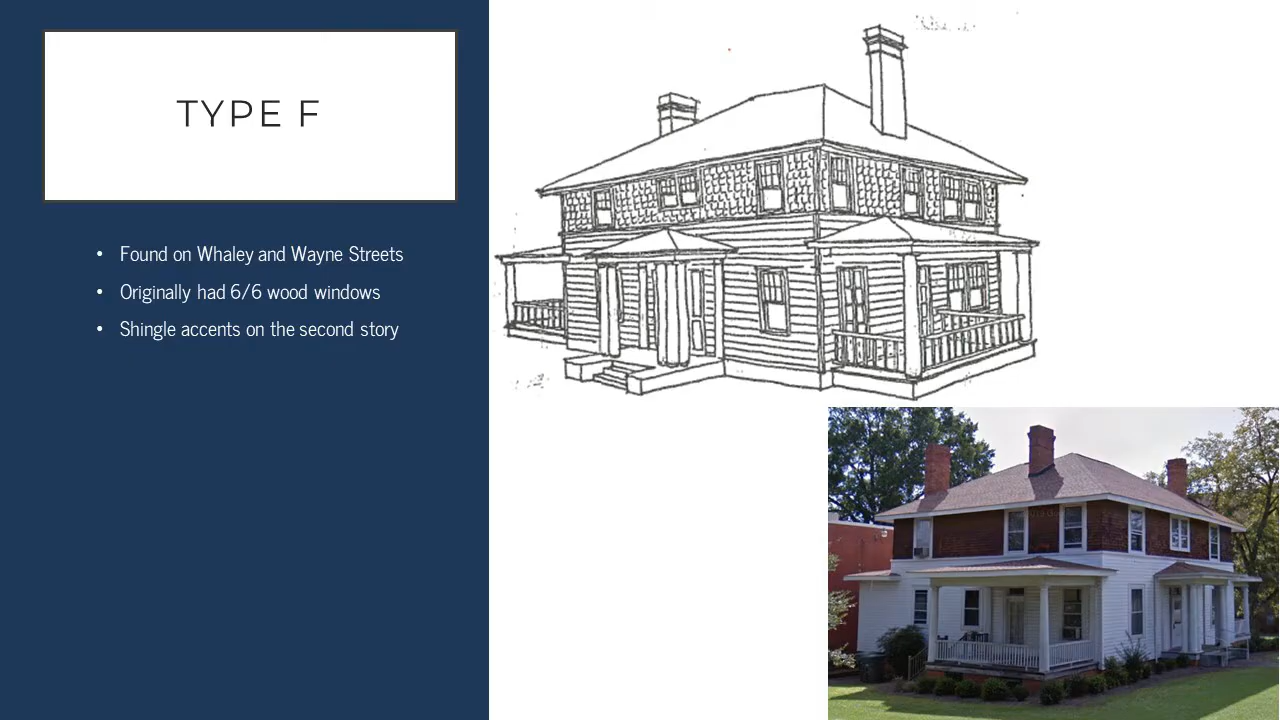 TYPE F
• Found on Whaley and Wayne Streets
• Originally had 6/6 wood windows
• Shingle accents on the second story